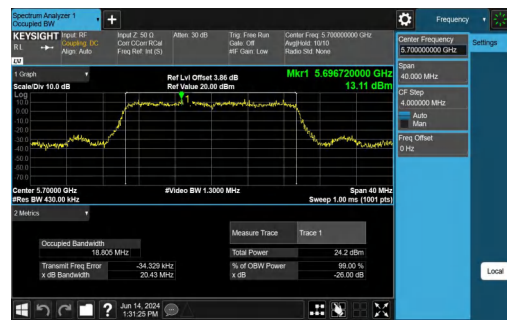 Spectrum Analyzer 1
Occupied BW
Frequency
KEYSIGHT
Input: RF
Coupling: DC
Align: Auto
R L
LV
Input Z: 50 Ω
Corr CCorr RCal
Freq Ref: Int (S)
Atten: 30 dB
Trig: Free Run
Gate: Off
#IF Gain: Low
Center Freq: 5.700000000 GHz
Avg|Hold: 10/10
Radio Std: None
Center Frequency
5.700000000 GHz
Settings
Span
40.000 MHz
CF Step
4.000000 MHz
Auto
Man
Freq Offset
0 Hz
Local
1 Graph
Scale/Div 10.0 dB
Ref Lvl Offset 3.86 dB
Ref Value 20.00 dBm
Mkr1 5.696720000 GHz
13.11 dBm
Log
10.0
0.00
-10.0
-20.0
-30.0
-40.0
-50.0
-60.0
-70.0
1
Center 5.70000 GHz
#Res BW 430.00 kHz
#Video BW 1.3000 MHz
Span 40 MHz
Sweep 1.00 ms (1001 pts)
2 Metrics
Measure Trace Trace 1
Occupied Bandwidth
18.805 MHz
Total Power 24.2 dBm
Transmit Freq Error -34.329 kHz
% of OBW Power 99.00 %
x dB Bandwidth 20.43 MHz
x dB -26.00 dB
Jun 14, 2024
1:31:25 PM